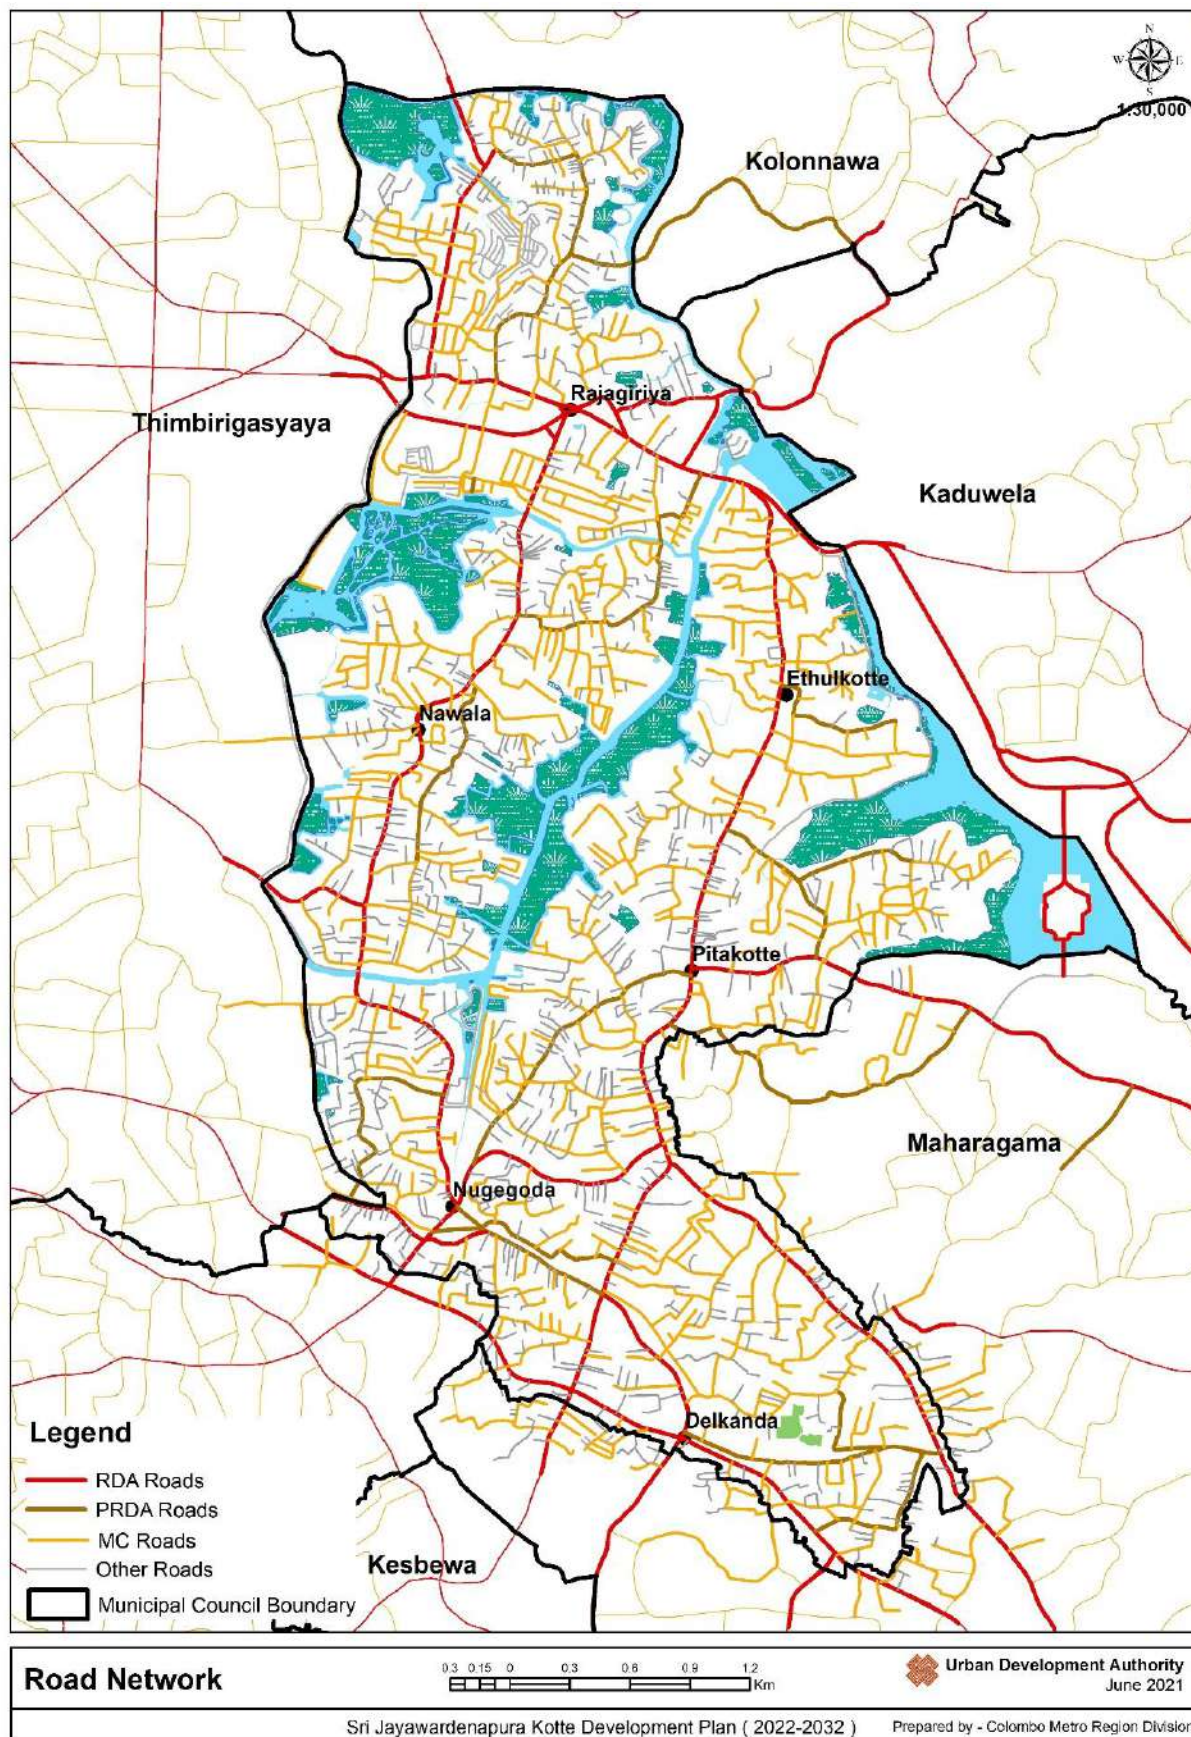 N
W E
S
1:30,000
Kolonnawa
Rajagiriya
Thimbirigasyaya
Kaduwela
Ethulkotte
Nawala
Pitakotte
Maharagama
Nugegoda
Delkanda
Legend
RDA Roads
PRDA Roads
MC Roads
Other Roads
Municipal Council Boundary
Kesbewa
Road Network
0.3 0.15 0 0.3 0.6 0.9 1.2
Km
Urban Development Authority
June 2021
Sri Jayawardenapura Kotte Development Plan ( 2022-2032 )
Prepared by - Colombo Metro Region Division